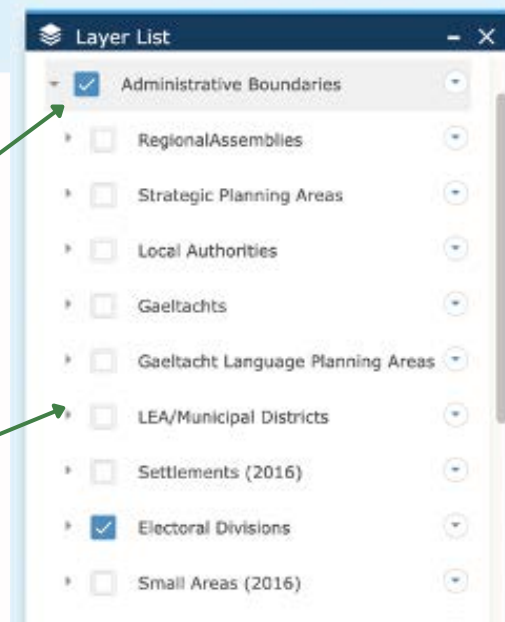 Layer List
Administrative Boundaries
RegionalAssemblies
Strategic Planning Areas
Local Authorities
Gaeltachts
Gaeltacht Language Planning Areas
LEA/Municipal Districts
Settlements (2016)
Electoral Divisions
Small Areas (2016)